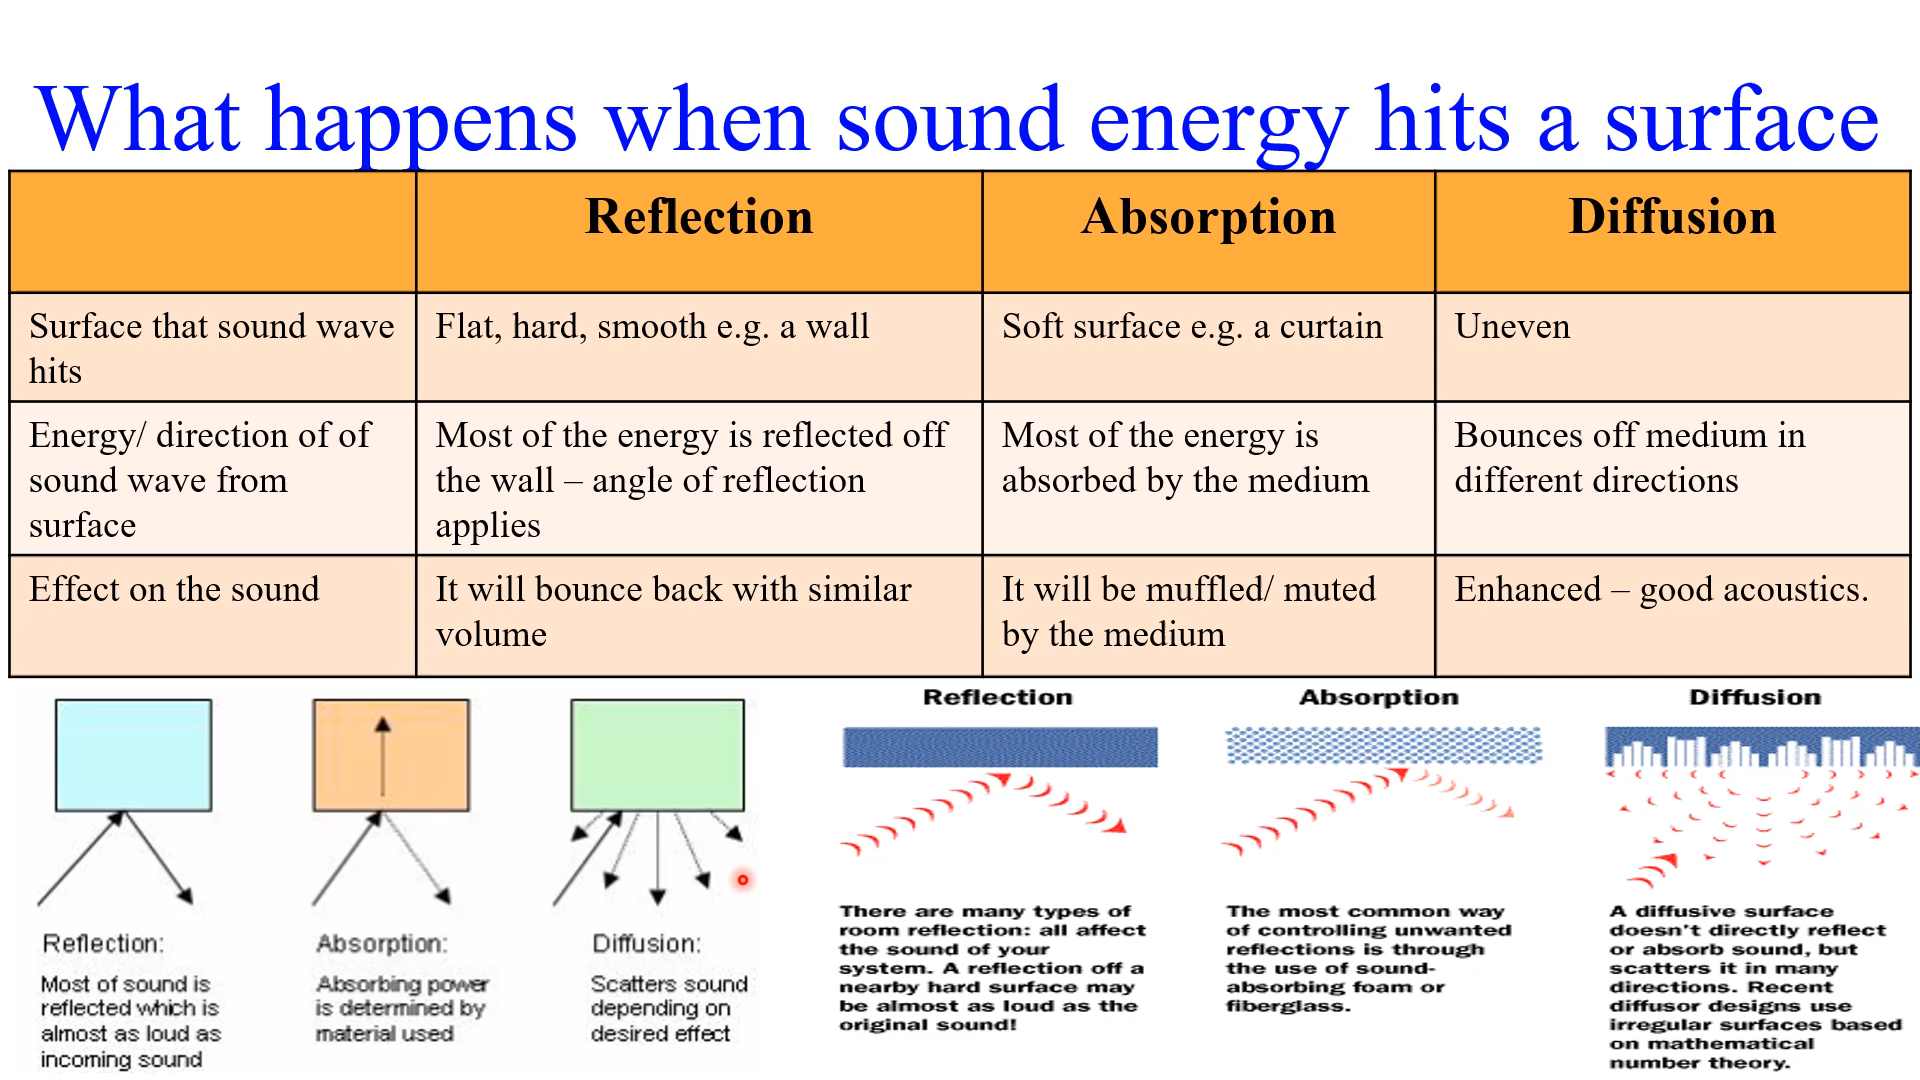 What happens when sound energy hits a surface
Reflection
Absorption
Diffusion
Surface that sound wave
hits
Flat, hard, smooth e.g. a wall
Soft surface e.g. a curtain
Uneven
Energy/ direction of of
sound wave from
surface
Most of the energy is reflected off
the wall – angle of reflection
applies
Most of the energy is
absorbed by the medium
Bounces off medium in
different directions
Effect on the sound
It will bounce back with similar
volume
It will be muffled/ muted
by the medium
Enhanced – good acoustics.
Reflection:
Most of sound is
reflected which is
almost as loud as
incoming sound
Absorption:
Absorbing power
is determined by
material used
Diffusion:
Scatters sound
depending on
desired effect
Reflection
There are many types of
room reflection: all affect
the sound of your
system. A reflection off a
nearby hard surface may
be almost as loud as the
original sound!
Absorption
The most common way
of controlling unwanted
reflections is through
the use of sound-
absorbing foam or
fiberglass.
Diffusion
A diffusive surface
doesn't directly reflect
or absorb sound, but
scatters it in many
directions. Recent
diffusor designs use
irregular surfaces based
on mathematical
number theory.